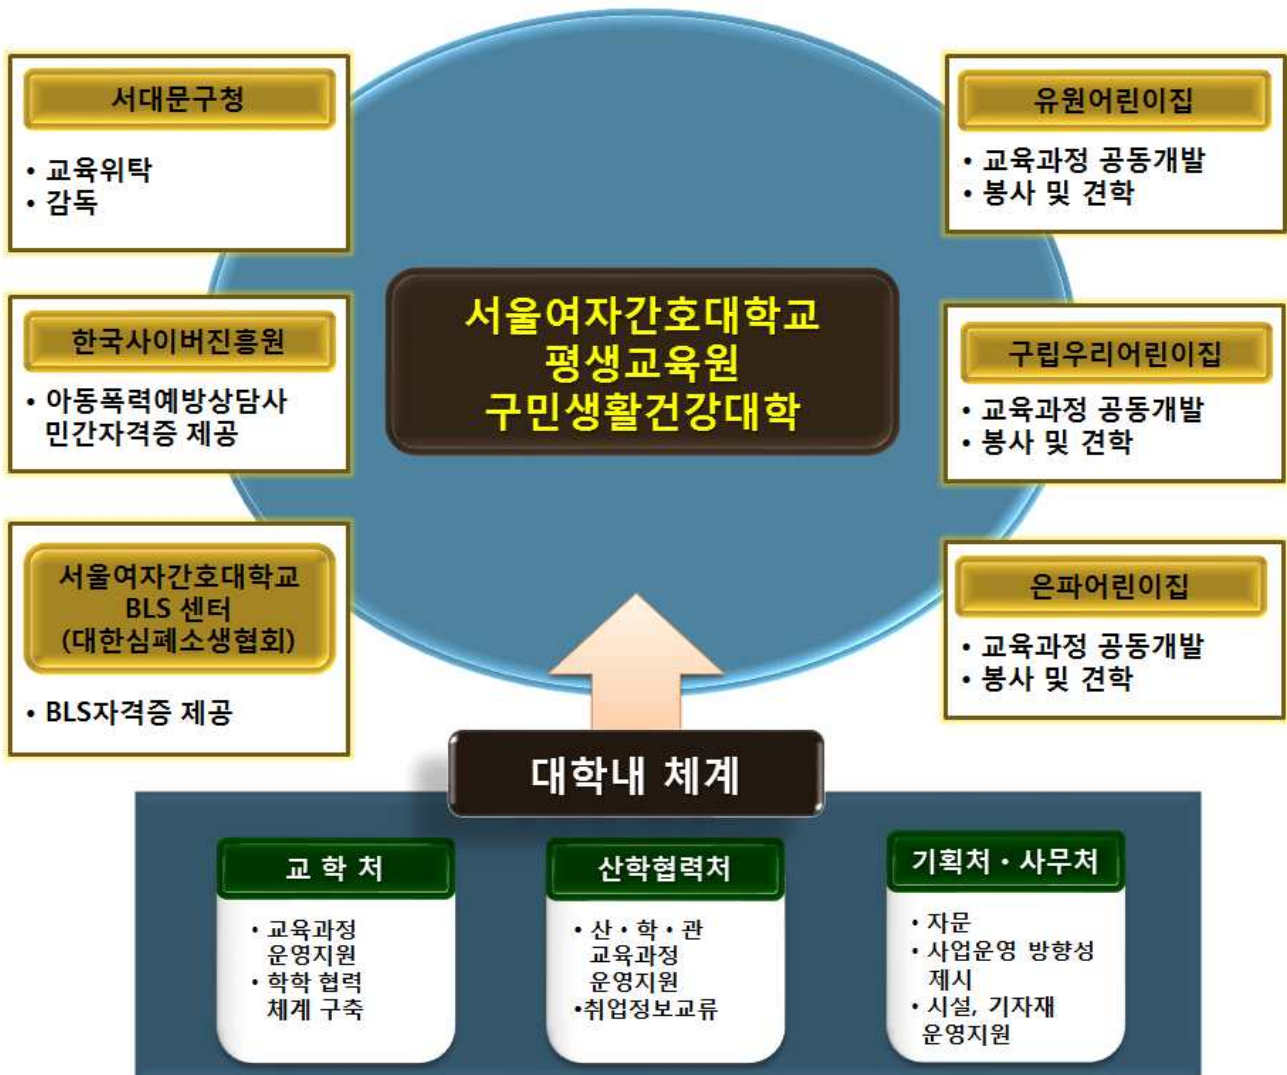 서대문구청
• 교육위탁
• 감독
한국사이버진흥원
• 아동폭력예방상담사
민간자격증 제공
서울여자간호대학교
BLS 센터
(대한심폐소생협회)
• BLS자격증 제공
서울여자간호대학교
평생교육원
구민생활건강대학
유원어린이집
• 교육과정 공동개발
• 봉사 및 견학
구립우리어린이집
• 교육과정 공동개발
• 봉사 및 견학
은파어린이집
• 교육과정 공동개발
• 봉사 및 견학
대학내 체계
교 학 처
• 교육과정
운영지원
• 학학 협력
체계 구축
산학협력처
• 산・학・관
교육과정
운영지원
•취업정보교류
기획처・사무처
• 자문
• 사업운영 방향성
제시
• 시설, 기자재
운영지원